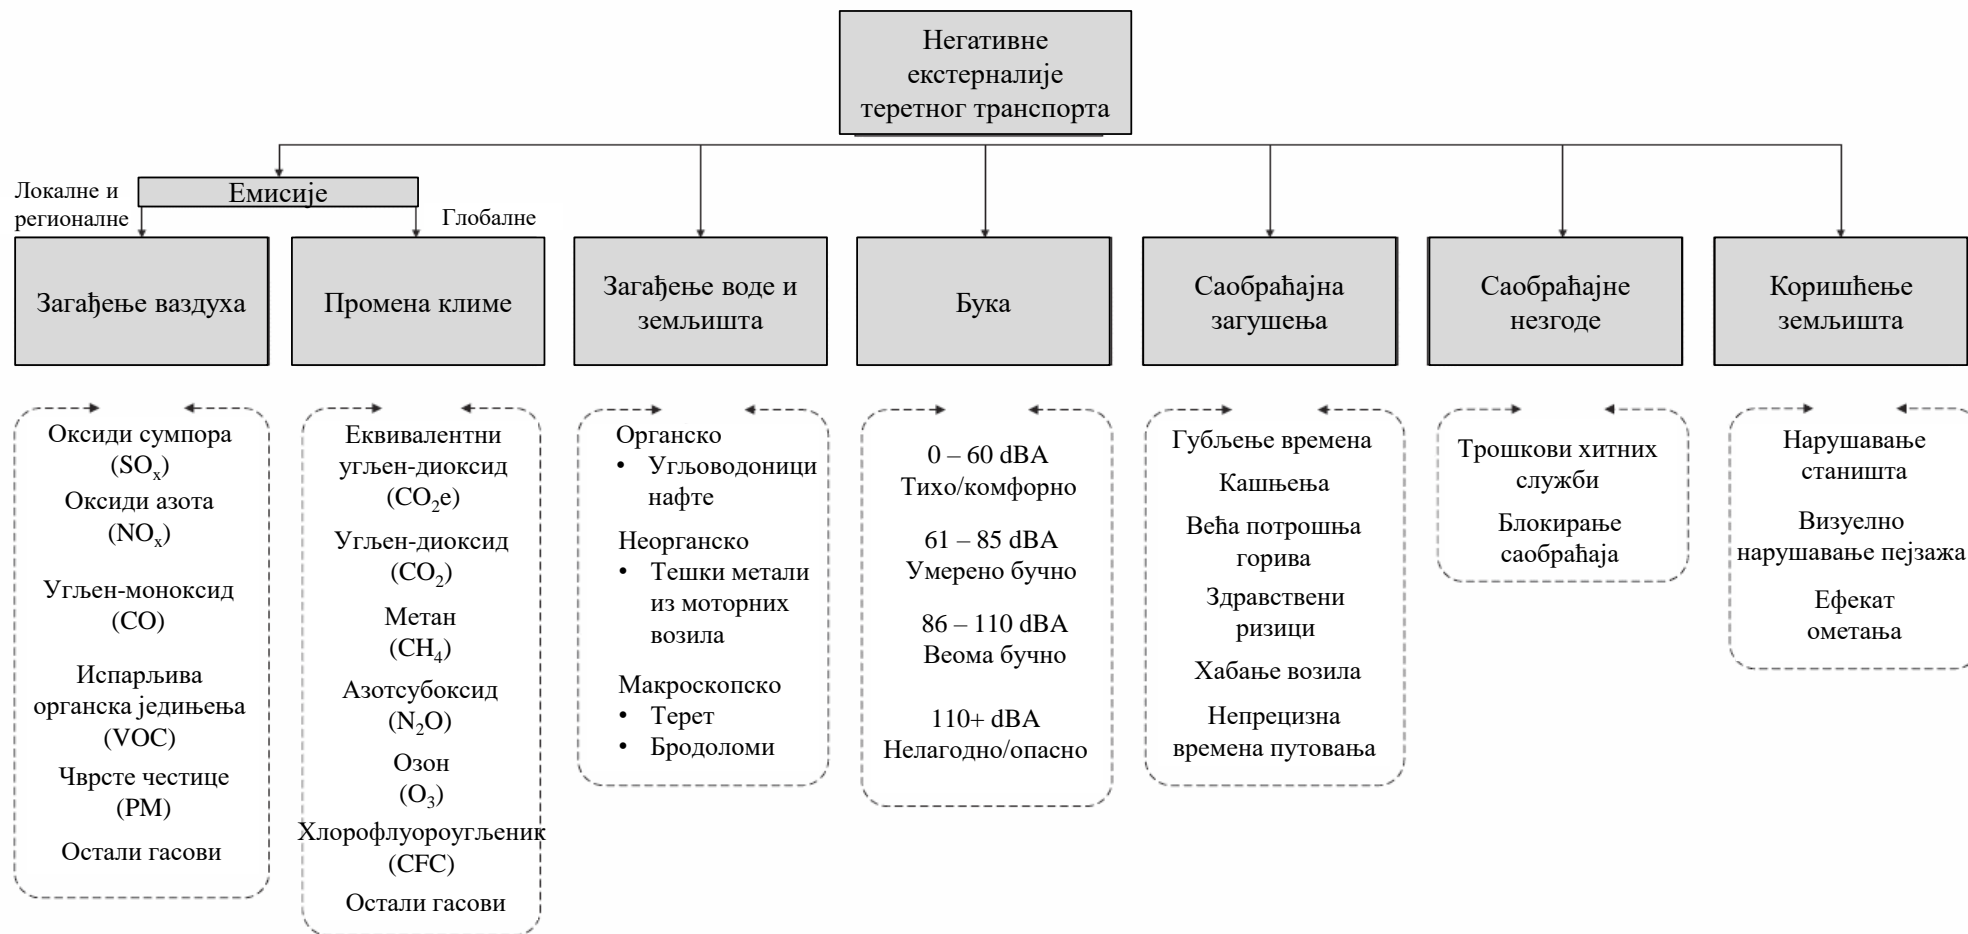 Негативне
екстерналије
теретног транспорта
Локалне и
регионалне
Емисије
Глобалне
Загађење ваздуха
Промена климе
Загађење воде и
земљишта
Бука
Саобраћајна
загушења
Саобраћајне
незгоде
Коришћење
земљишта
Оксиди сумпора
(SOx)
Оксиди азота
(NOx)
Угљен-моноксид
(CO)
Испарљива
органска једињења
(VOC)
Чврсте честице
(PM)
Остали гасови
Еквивалентни
угљен-диоксид
(CO2e)
Угљен-диоксид
(CO2)
Метан
(CH4)
Азотсубоксид
(N2O)
Озон
(O3)
Хлорофлуороугљеник
(CFC)
Остали гасови
Органско
• Угљоводоници
нафте
Неорганско
• Тешки метали
из моторних
возила
Макроскопско
• Терет
• Бродоломи
0 – 60 dBA
Тихо/комфорно
61 – 85 dBA
Умерено бучно
86 – 110 dBA
Веома бучно
110+ dBA
Нелагодно/опасно
Губљење времена
Кашњења
Већа потрошња
горива
Здравствени
ризици
Хабање возила
Непрецизна
времена путовања
Трошкови хитних
служби
Блокирање
саобраћаја
Нарушавање
станишта
Визуелно
нарушавање пејзажа
Ефекат
ометања